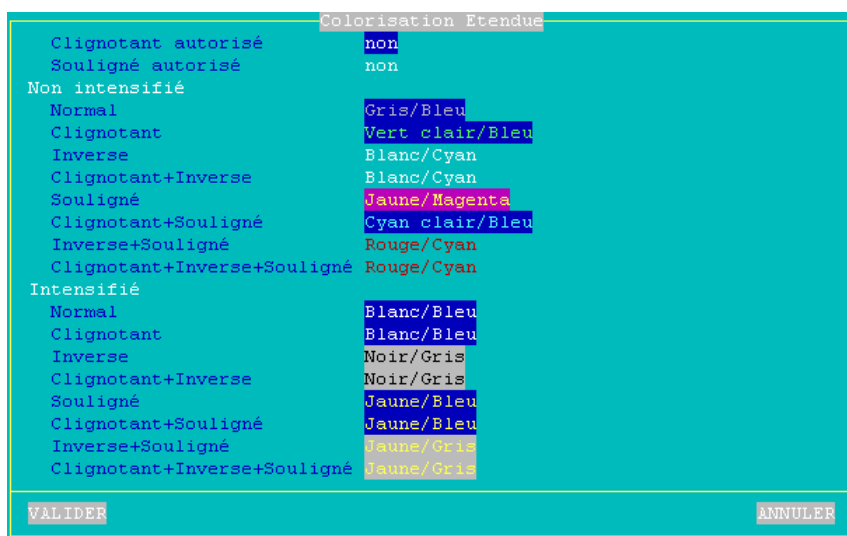 Colorisation Etendue
Clignotant autorisé non
Souligné autorisé non
Non intensifié
Normal Gris/Bleu
Clignotant Vert clair/Bleu
Inverse Blanc/Cyan
Clignotant+Inverse Blanc/Cyan
Souligné Jaune/Magenta
Clignotant+Souligné Cyan clair/Bleu
Inverse+Souligné Rouge/Cyan
Clignotant+Inverse+Souligné Rouge/Cyan
Intensifié
Normal Blanc/Bleu
Clignotant Blanc/Bleu
Inverse Noir/Gris
Clignotant+Inverse Noir/Gris
Souligné Jaune/Bleu
Clignotant+Souligné Jaune/Bleu
Inverse+Souligné Jaune/Gris
Clignotant+Inverse+Souligné Jaune/Gris
VALIDER ANNULER